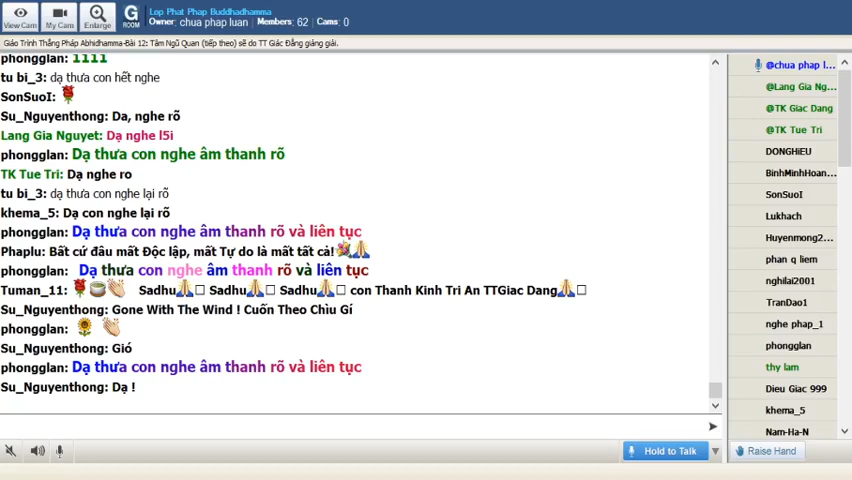 Lop Phat Phap Buddhadhamma
Owner: chua phap luan Members: 62 Cams: 0
View Cam My Cam Enlarge G ROOM
Giáo Trình Thắng Pháp Abhidhamma-Bài 12: Tâm Ngũ Quan (tiếp theo) sẽ do TT Giác Đẳng giảng giải.
phongglan: 1111
tu bi_3: dạ thưa con hết nghe
SonSuoI:
Su_Nguyenthong: Da, nghe rõ
Lang Gia Nguyet: Dạ nghe l5i
phongglan: Dạ thưa con nghe âm thanh rõ
TK Tue Tri: Dạ nghe ro
tu bi_3: dạ thưa con nghe lại rõ
khema_5: Dạ con nghe lại rõ
phongglan: Dạ thưa con nghe âm thanh rõ và liên tục
Phaplu: Bất cứ đâu mất Độc lập, mất Tự do là mất tất cả!
phongglan: Dạ thưa con nghe âm thanh rõ và liên tục
Tuman_11: Sadhu Sadhu Sadhu con Thanh Kinh Tri An TTGiac Dang
Su_Nguyenthong: Gone With The Wind ! Cuốn Theo Chìu Gí
phongglan:
Su_Nguyenthong: Gió
phongglan: Dạ thưa con nghe âm thanh rõ và liên tục
Su_Nguyenthong: Dạ !
@chua phap l...
@Lang Gia Ng...
@TK Giac Dang
@TK Tue Tri
DONGHiEU
BinhMinhHoan...
SonSuoI
Lukhach
Huyenmong2...
phan q liem
nghilai2001
TranDao1
nghe phap_1
phongglan
thy lam
Dieu Giac 999
khema_5
Nam-Ha-N
Hold to Talk
Raise Hand